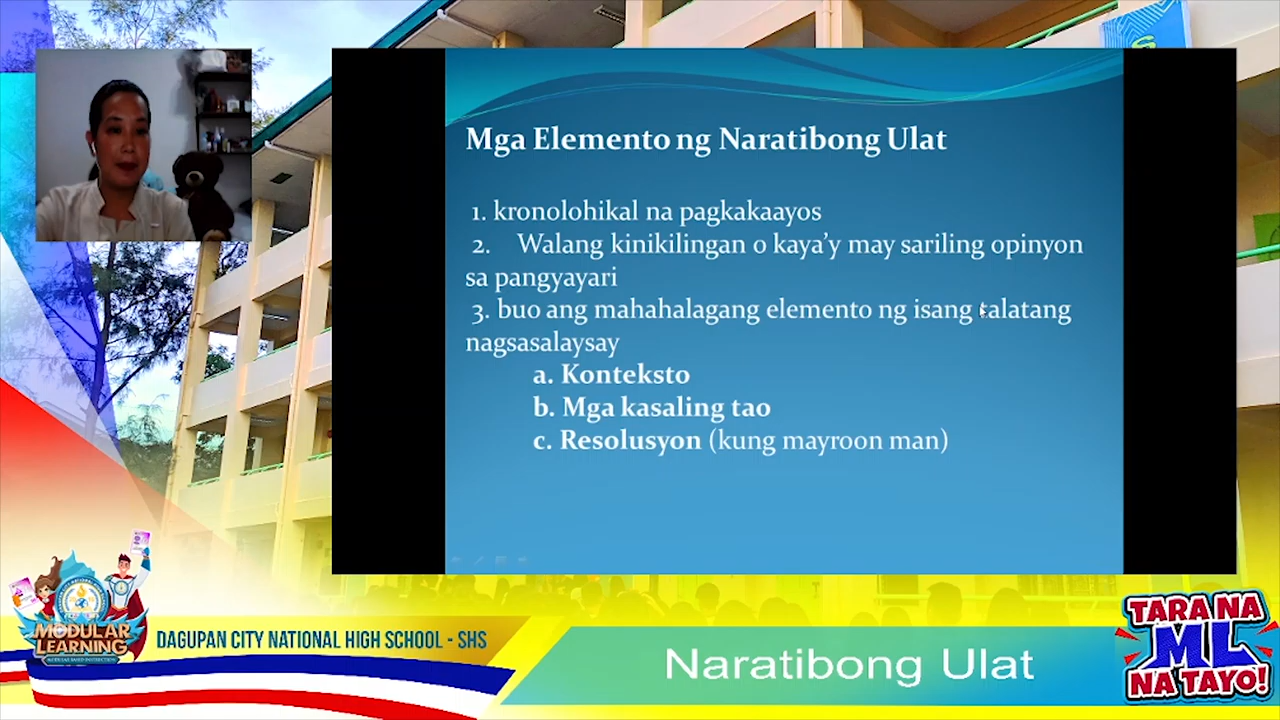 Mga Elemento ng Naratibong Ulat
1. kronolohikal na pagkakaayos
2. Walang kinikilingan o kaya’y may sariling opinyon
sa pangyayari
3. buo ang mahahalagang elemento ng isang talatang
nagsasalaysay
a. Konteksto
b. Mga kasaling tao
c. Resolusyon (kung mayroon man)
MODULAR
LEARNING
DAGUPAN CITY NATIONAL HIGH SCHOOL - SHS
Naratibong Ulat
TARA NA
ML
NA TAYO!